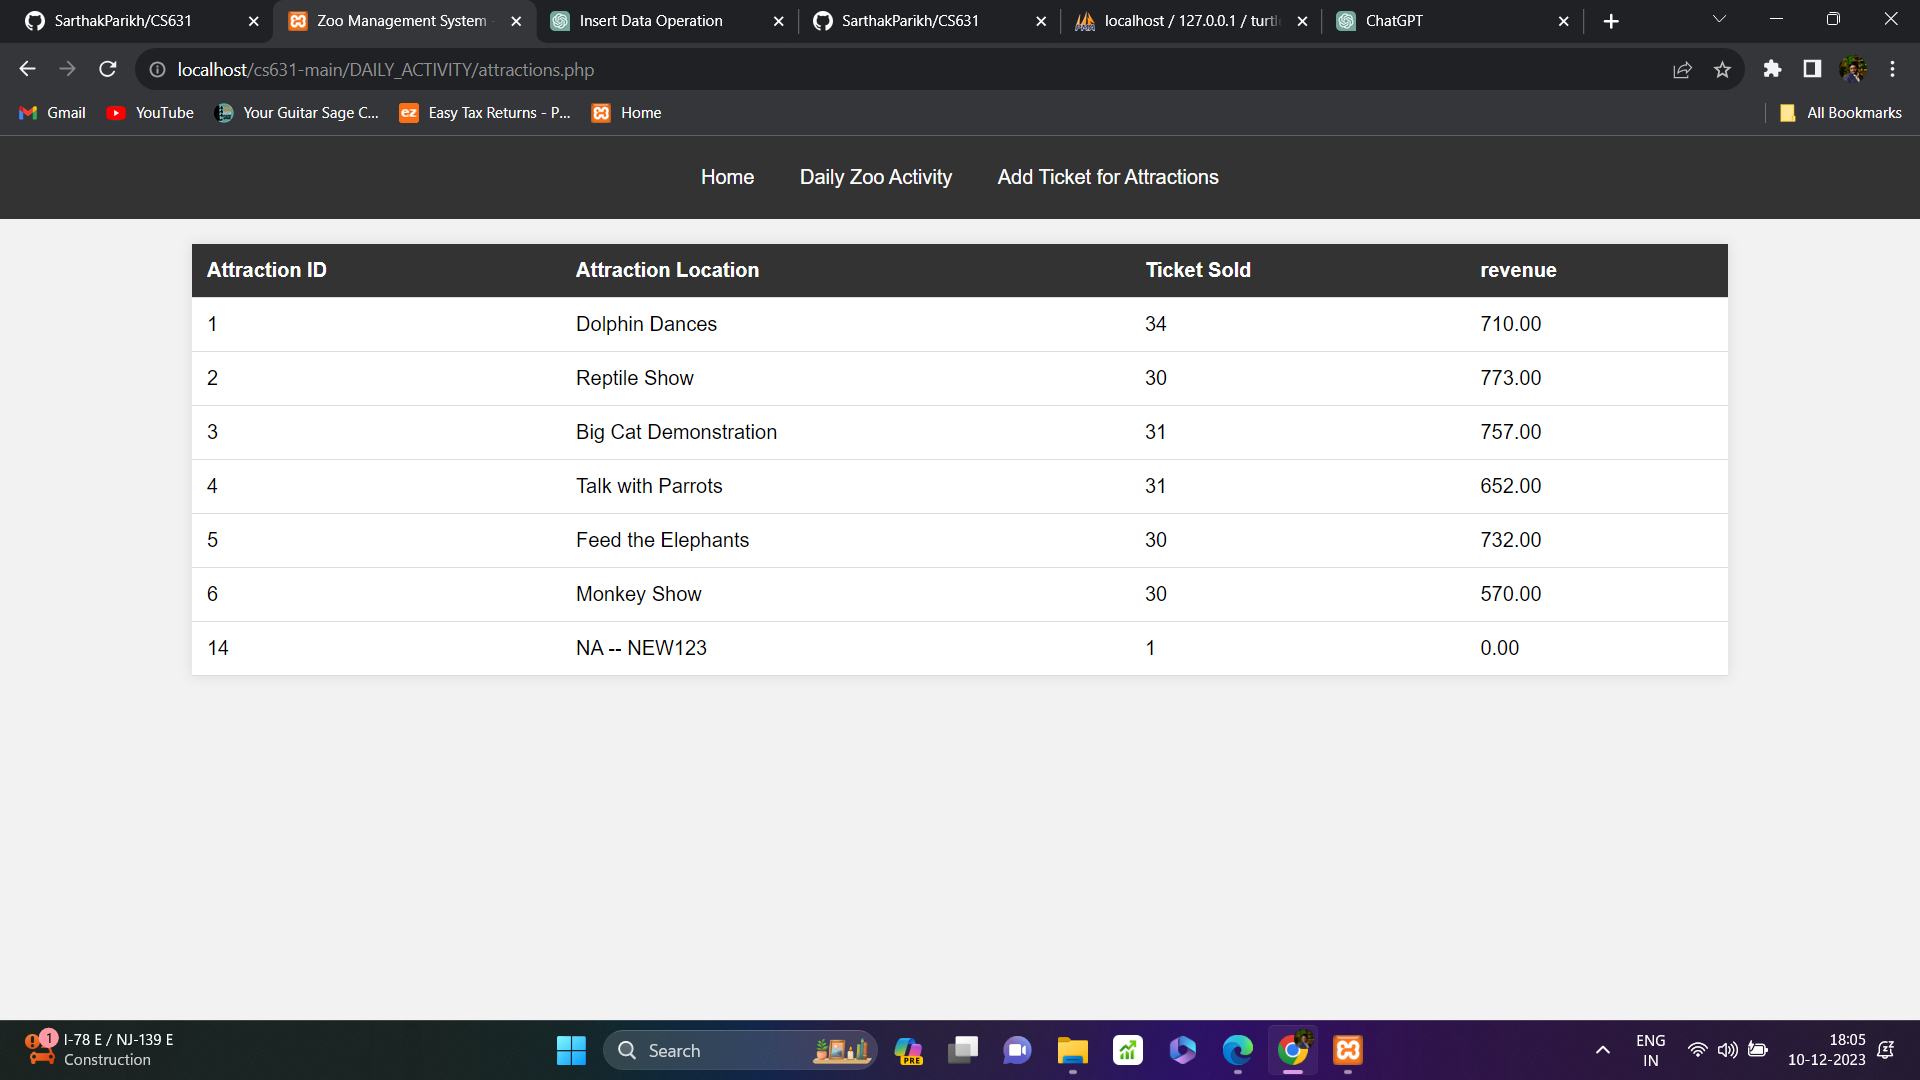 SarthakParikh/CS631
Zoo Management System -
Insert Data Operation
SarthakParikh/CS631
localhost / 127.0.0.1 / turtl
ChatGPT
localhost/cs631-main/DAILY_ACTIVITY/attractions.php
Gmail
YouTube
Your Guitar Sage C...
ez
Easy Tax Returns - P...
Home
All Bookmarks
Home
Daily Zoo Activity
Add Ticket for Attractions
Attraction ID Attraction Location Ticket Sold revenue
1 Dolphin Dances 34 710.00
2 Reptile Show 30 773.00
3 Big Cat Demonstration 31 757.00
4 Talk with Parrots 31 652.00
5 Feed the Elephants 30 732.00
6 Monkey Show 30 570.00
14 NA -- NEW123 1 0.00
1
I-78 E / NJ-139 E
Construction
Search
PRE
ENG
IN
18:05
10-12-2023